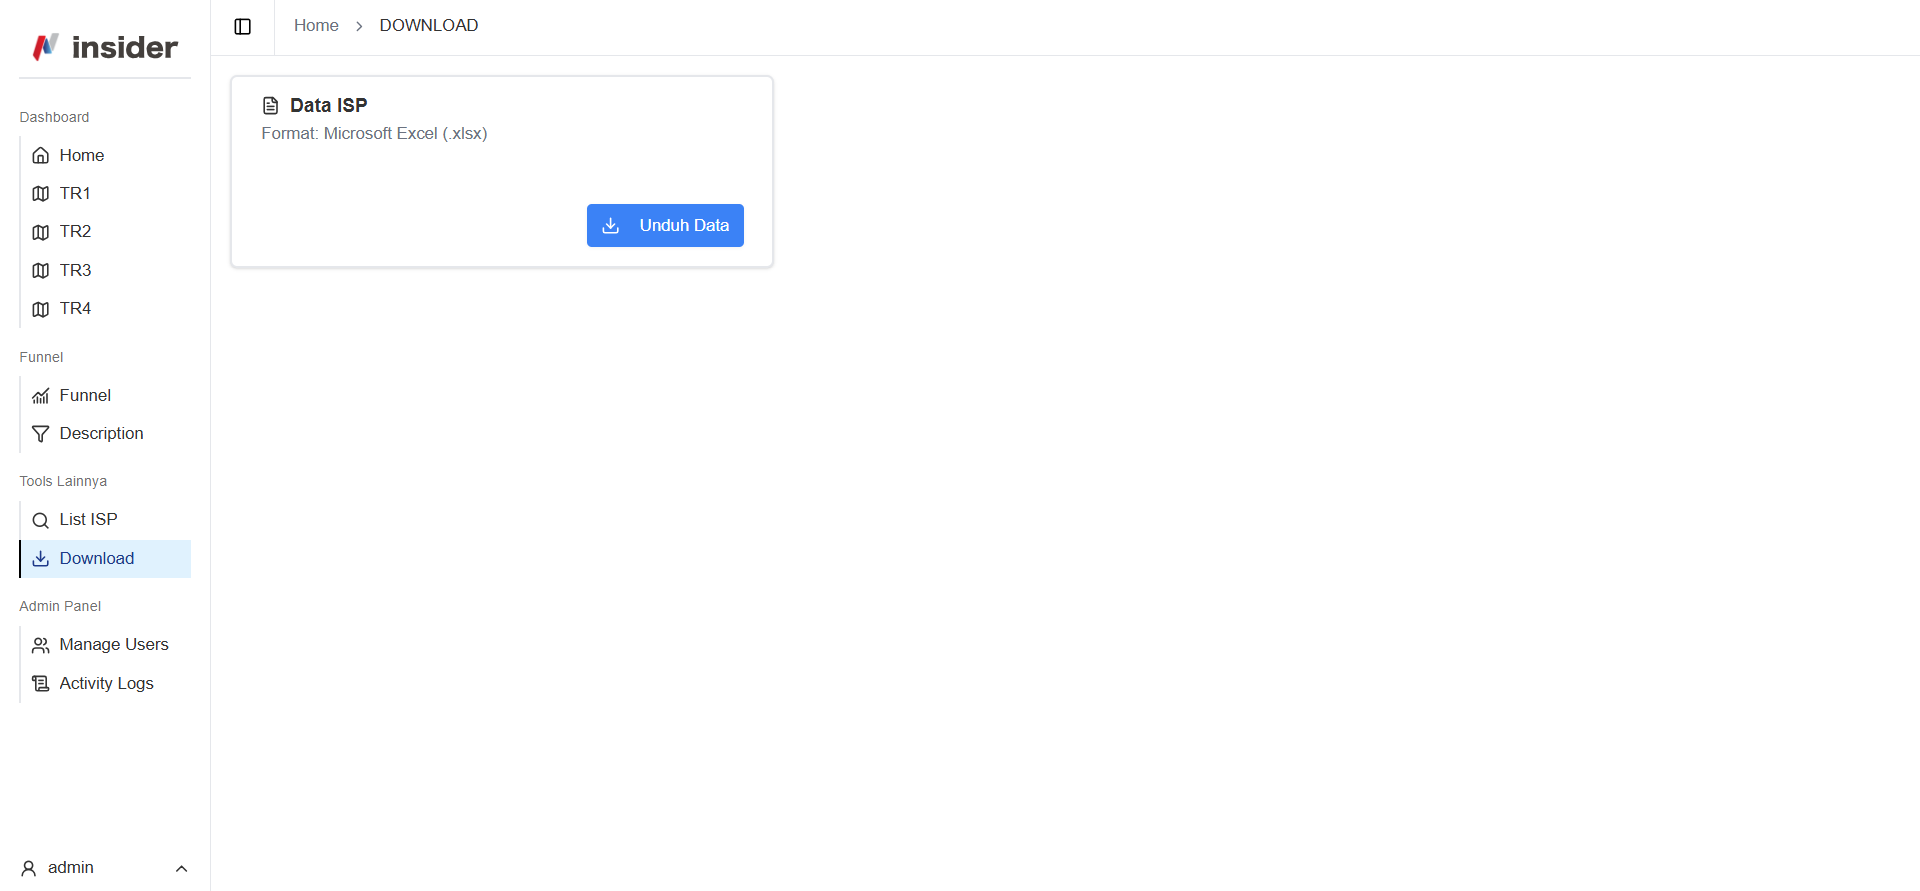 insider
Dashboard
Home
TR1
TR2
TR3
TR4
Funnel
Funnel
Description
Tools Lainnya
List ISP
Download
Admin Panel
Manage Users
Activity Logs
admin
Home > DOWNLOAD
Data ISP
Format: Microsoft Excel (.xlsx)
Unduh Data